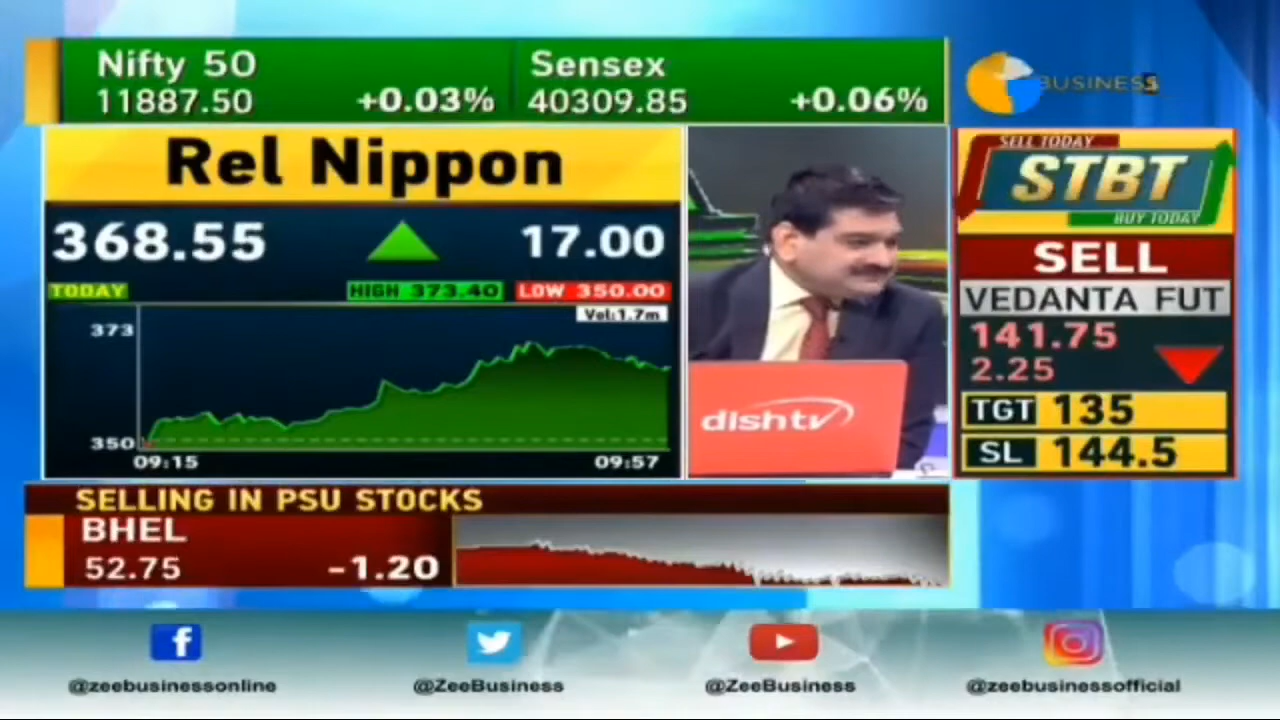 Nifty 50
11887.50 +0.03%
Sensex
40309.85 +0.06%
BUSINESS
Rel Nippon
368.55 17.00
TODAY HIGH 373.40 LOW 350.00
Vol:1.7m
373
350
09:15 09:57
dishtv
SELL TODAY
STBT
BUY TODAY
SELL
VEDANTA FUT
141.75
2.25
TGT 135
SL 144.5
SELLING IN PSU STOCKS
BHEL
52.75 -1.20
@zeebusinessonline @ZeeBusiness @ZeeBusiness @zeebusinessofficial